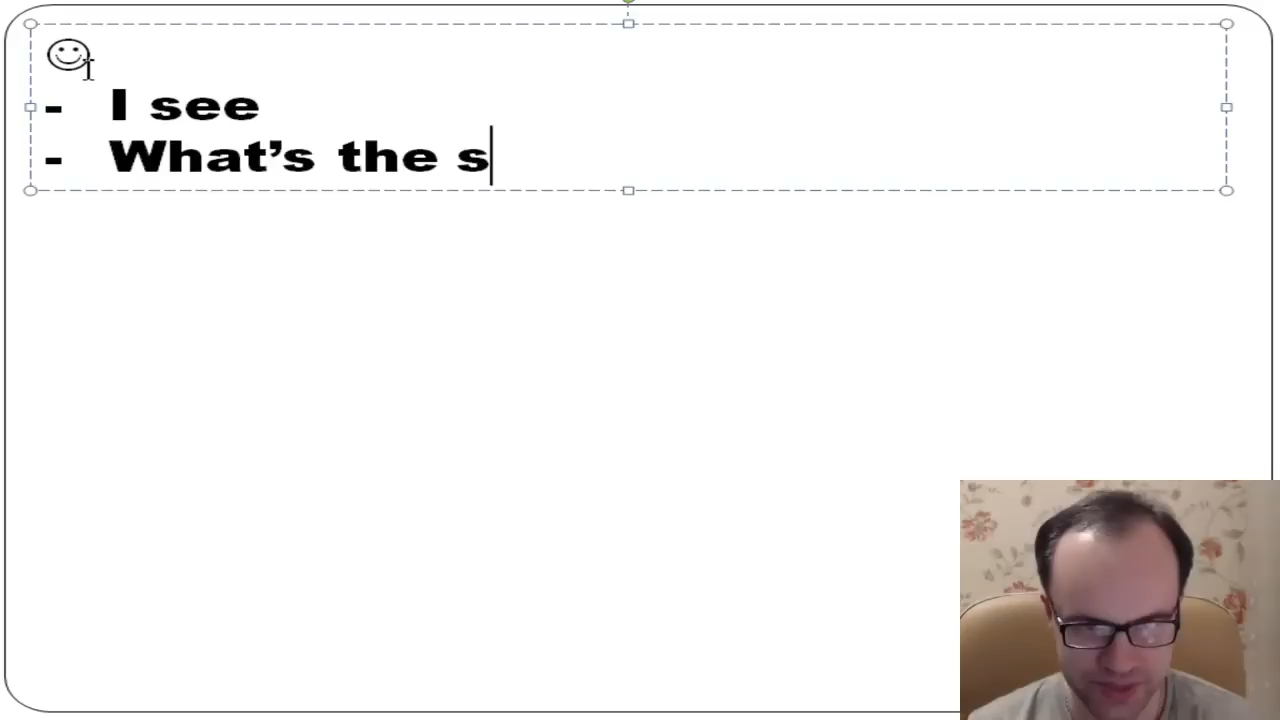 ☺
- I see
- What’s the s